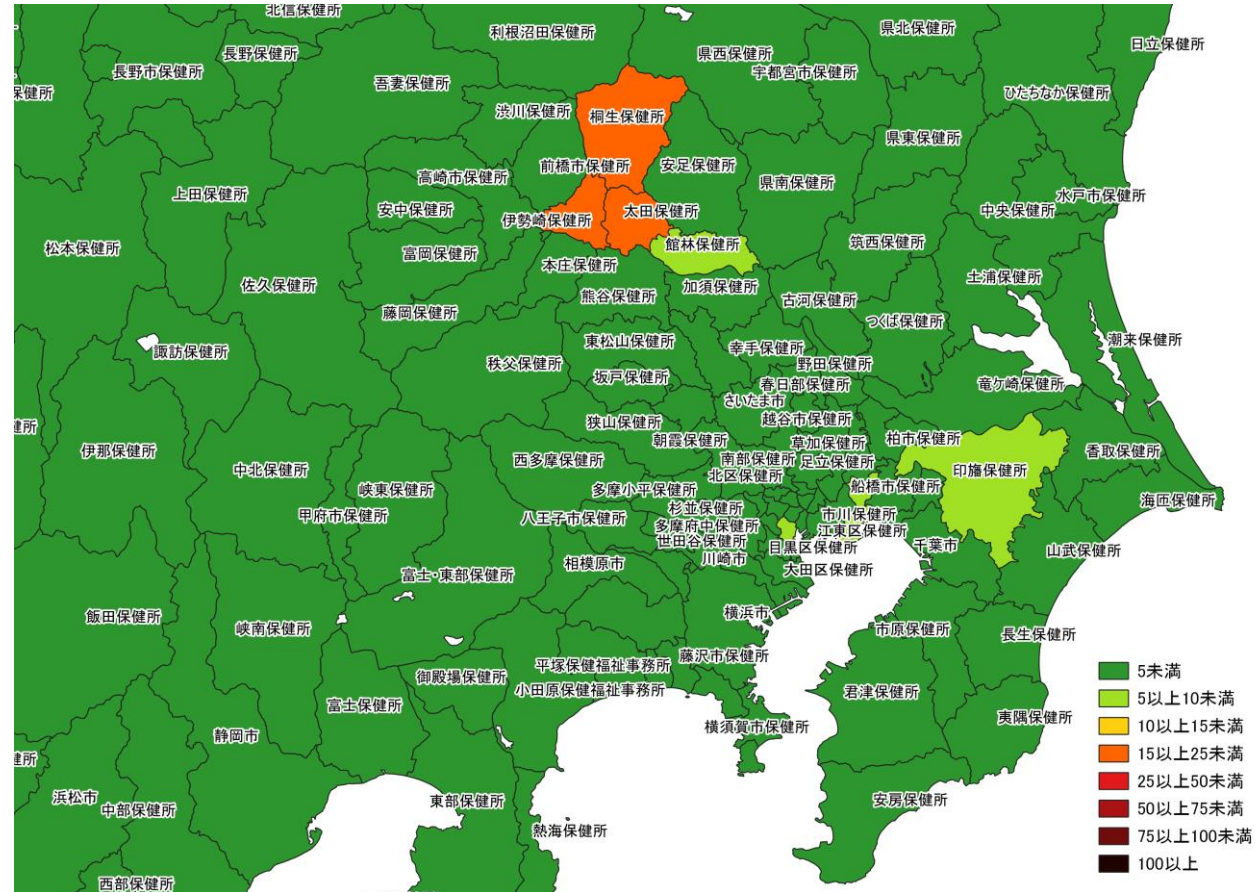 北信保健所
利根沼田保健所
県北保健所
日立保健所
長野保健所
県西保健所
長野市保健所
宇都宮市保健所
吾妻保健所
保健所
ひたちなか保健所
渋川保健所
桐生保健所
県東保健所
前橋市保健所
安足保健所
高崎市保健所
県南保健所
上田保健所
水戸市保健所
安中保健所
太田保健所
中央保健所
伊勢崎保健所
松本保健所
富岡保健所
館林保健所
筑西保健所
本庄保健所
土浦保健所
佐久保健所
加須保健所
熊谷保健所
古河保健所
藤岡保健所
つくば保健所
東松山保健所
潮来保健所
諏訪保健所
幸手保健所
秩父保健所
野田保健所
坂戸保健所
春日部保健所
竜ケ崎保健所
さいたま市
狭山保健所
越谷市保健所
健所
朝霞保健所
草加保健所
柏市保健所
伊那保健所
香取保健所
西多摩保健所
南部保健所
足立保健所
中北保健所
峡東保健所
北区保健所
印旛保健所
多摩小平保健所
船橋市保健所
海匝保健所
杉並保健所
甲府市保健所
八王子市保健所
市川保健所
多摩府中保健所
江東区保健所
世田谷保健所
目黒区保健所
千葉市
山武保健所
川崎市
相模原市
大田区保健所
富士・東部保健所
横浜市
飯田保健所
峡南保健所
市原保健所
長生保健所
藤沢市保健所
平塚保健福祉事務所
御殿場保健所
小田原保健福祉事務所
君津保健所
富士保健所
夷隅保健所
横須賀市保健所
静岡市
健所
浜松市
中部保健所
東部保健所
安房保健所
熱海保健所
西部保健所
5未満
5以上10未満
10以上15未満
15以上25未満
25以上50未満
50以上75未満
75以上100未満
100以上